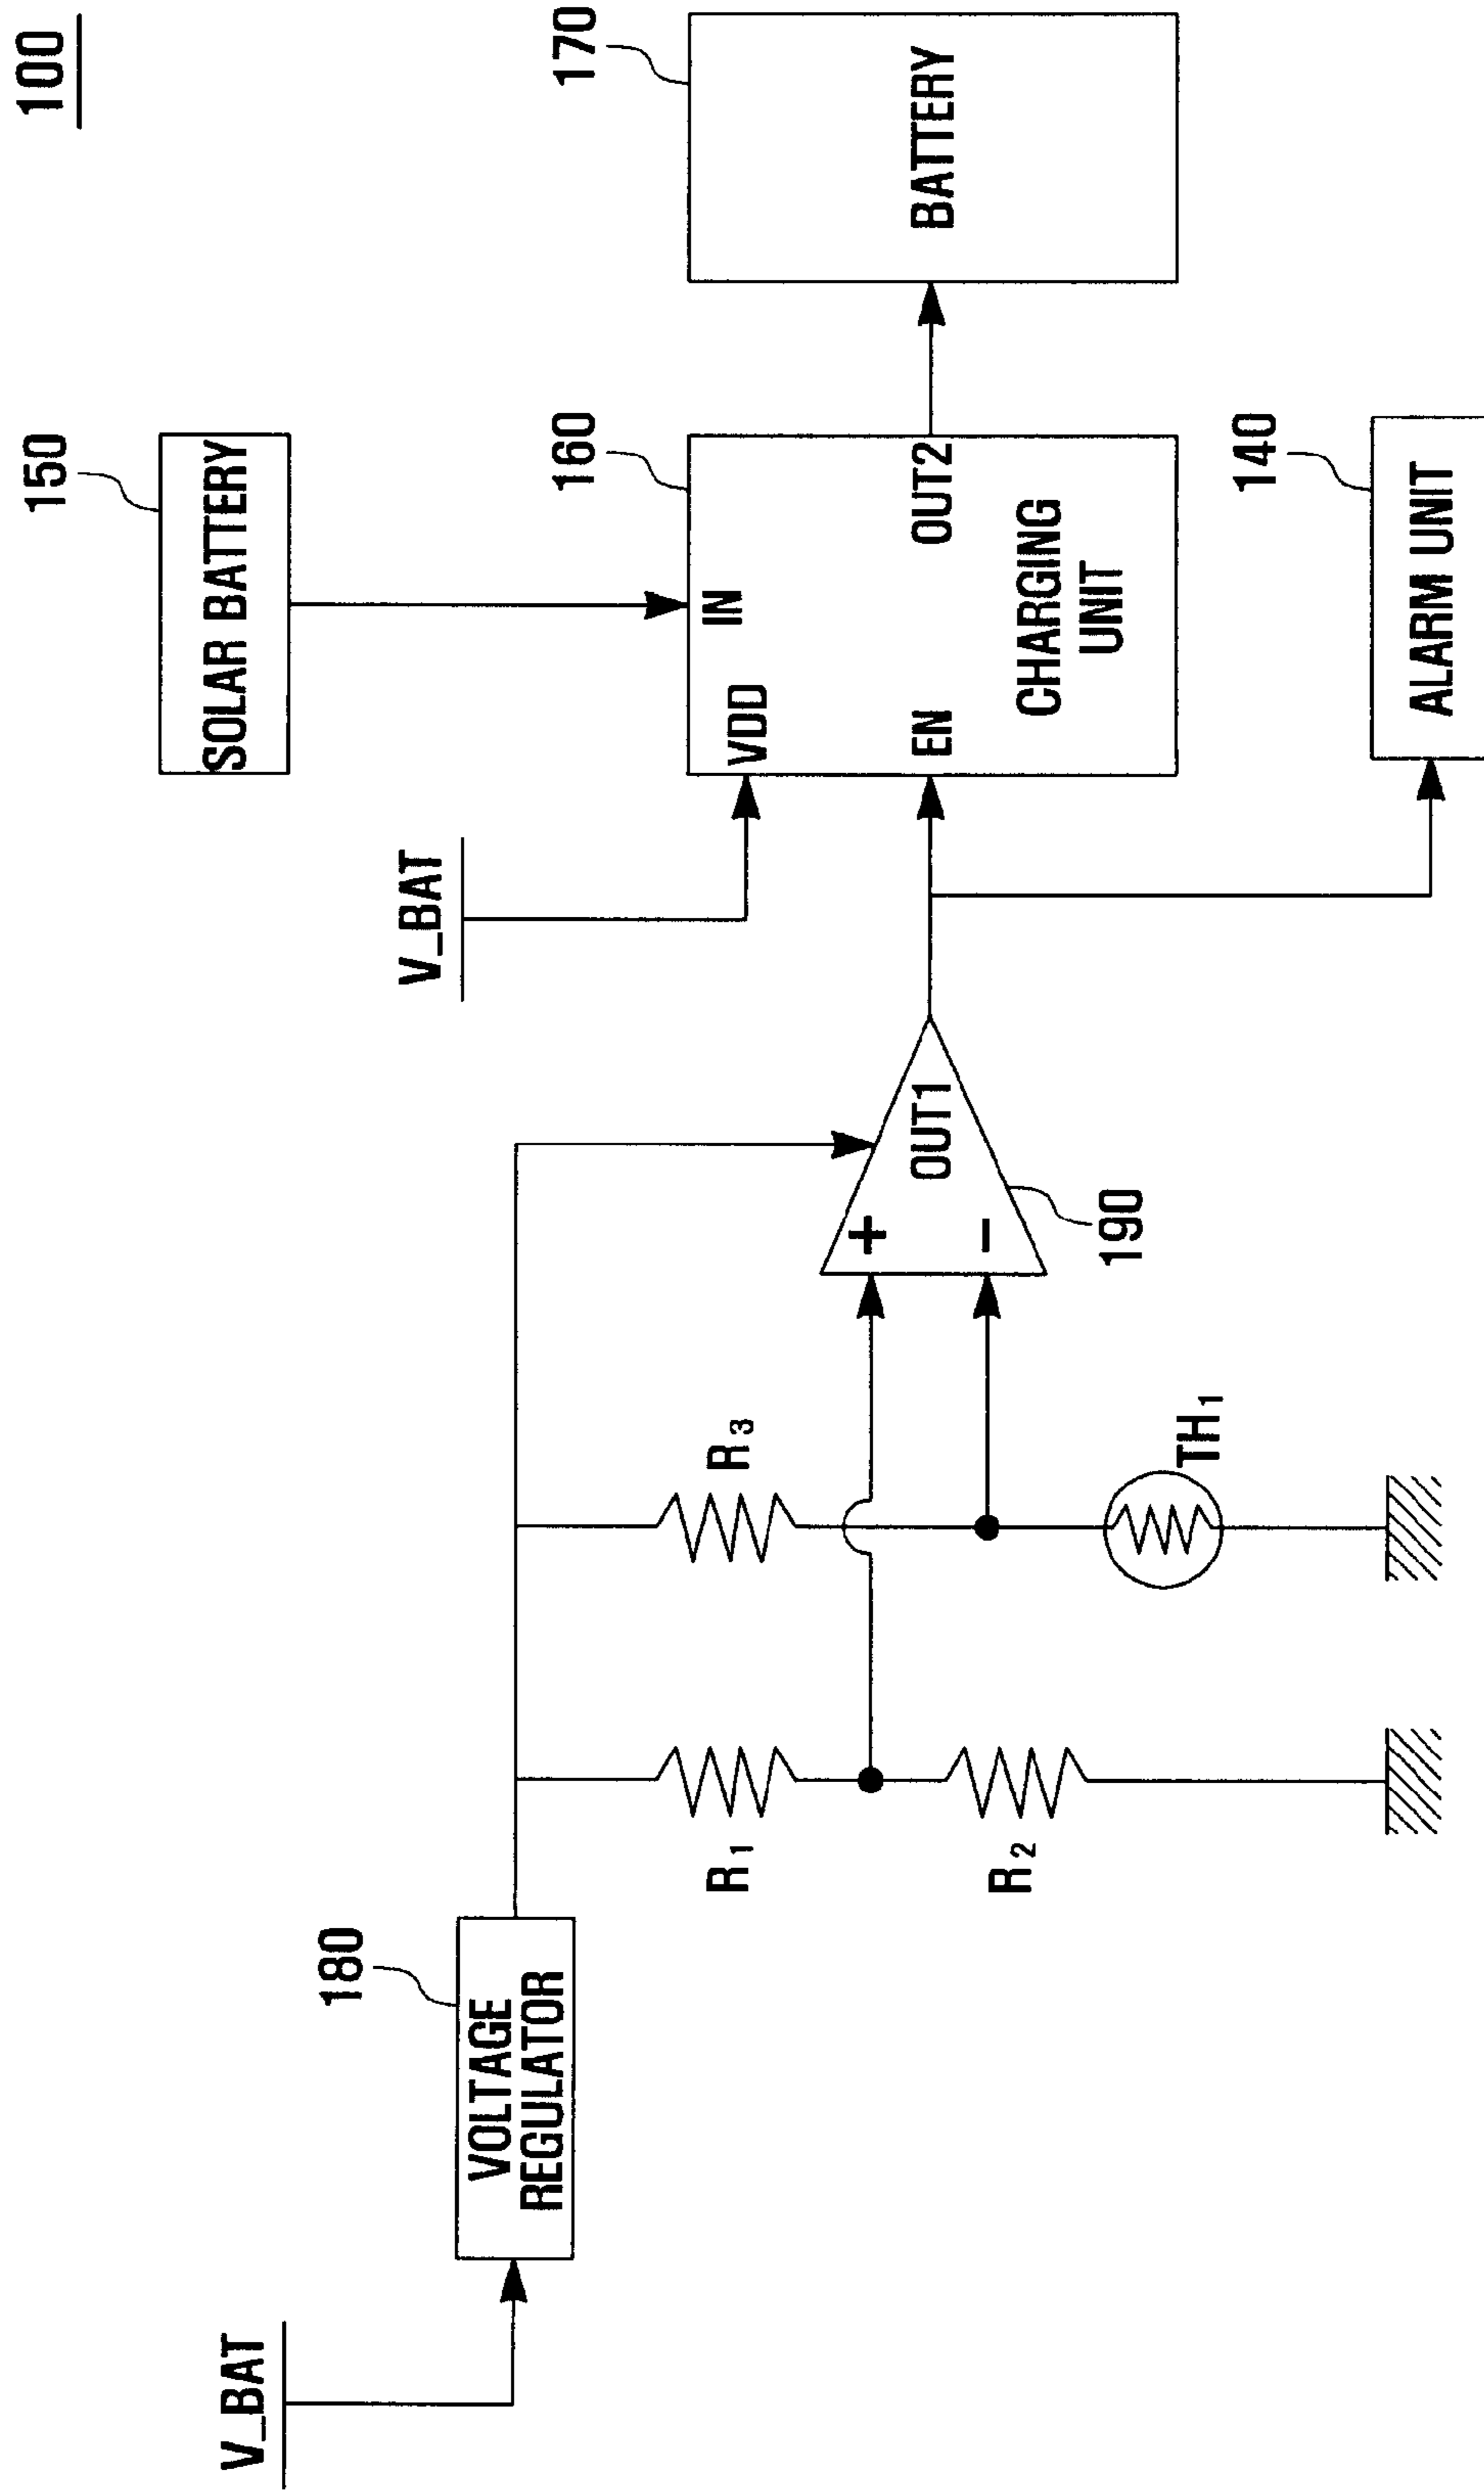 100
V_BAT
180
VOLTAGE
REGULATOR
R1
R2
R3
TH1
+
−
OUT1
190
V_BAT
150
SOLAR BATTERY
160
VDD
IN
EN
OUT2
CHARGING
UNIT
170
BATTERY
140
ALARM UNIT